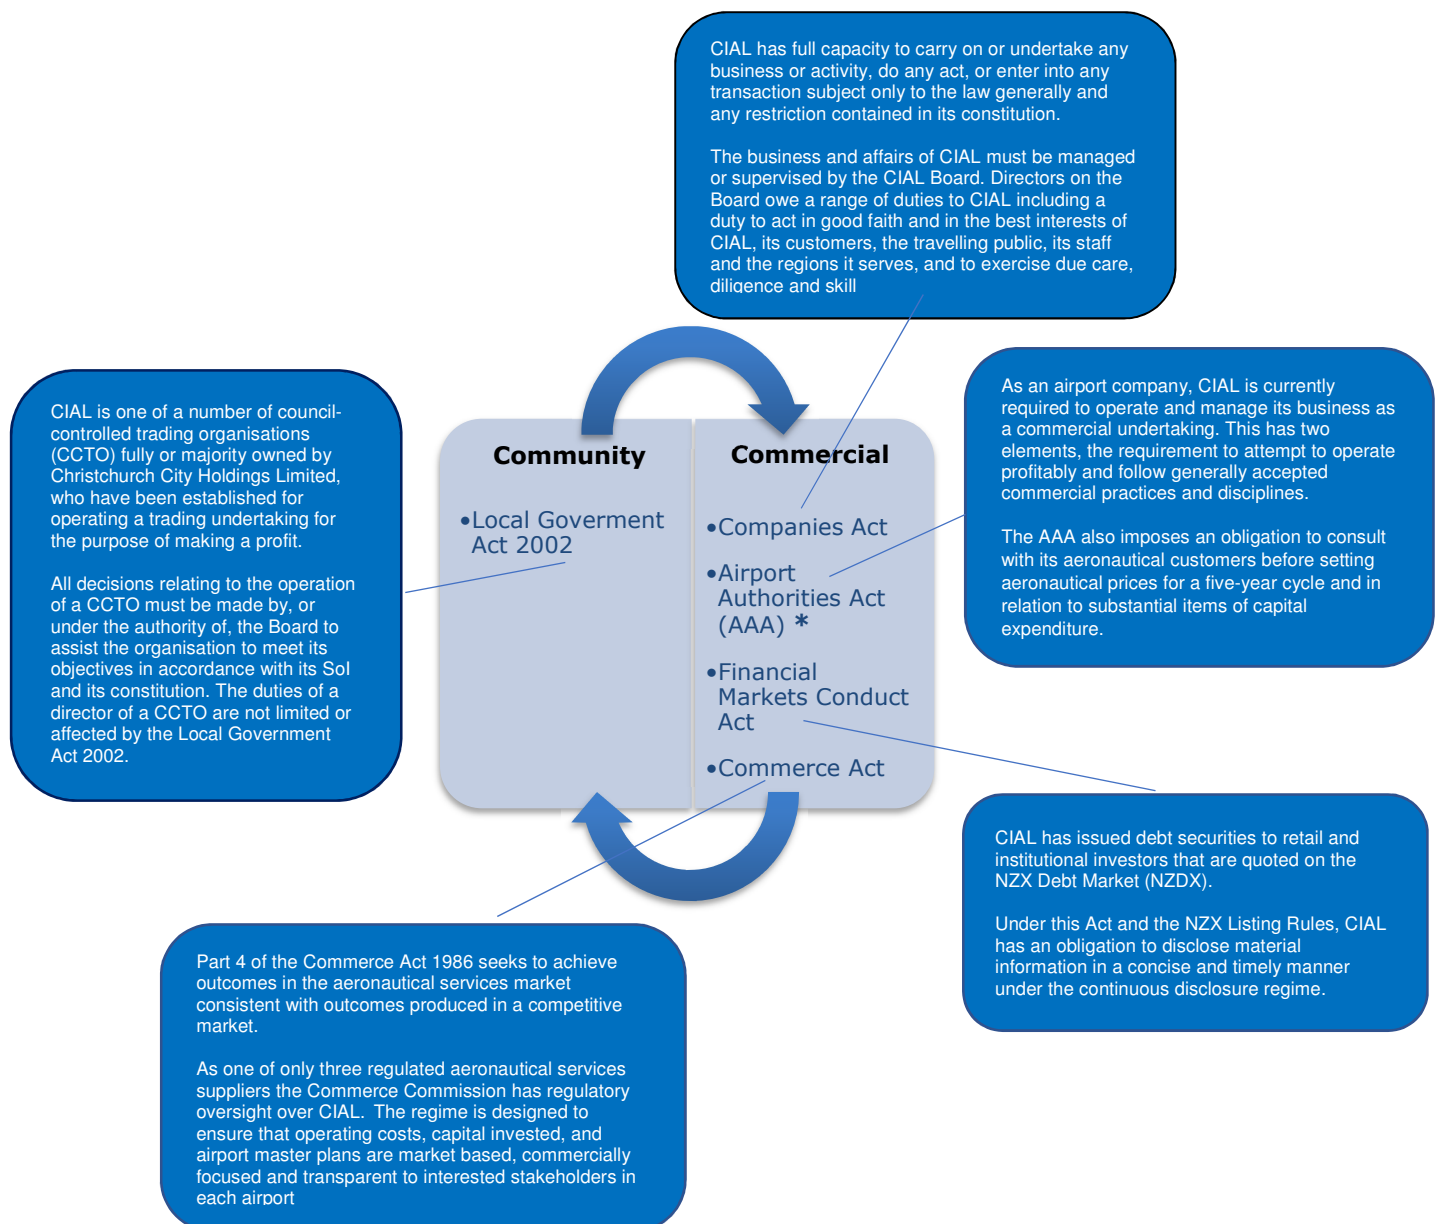 CIAL has full capacity to carry on or undertake any
business or activity, do any act, or enter into any
transaction subject only to the law generally and
any restriction contained in its constitution.
The business and affairs of CIAL must be managed
or supervised by the CIAL Board. Directors on the
Board owe a range of duties to CIAL including a
duty to act in good faith and in the best interests of
CIAL, its customers, the travelling public, its staff
and the regions it serves, and to exercise due care,
diligence and skill
CIAL is one of a number of council-
controlled trading organisations
(CCTO) fully or majority owned by
Christchurch City Holdings Limited,
who have been established for
operating a trading undertaking for
the purpose of making a profit.
All decisions relating to the operation
of a CCTO must be made by, or
under the authority of, the Board to
assist the organisation to meet its
objectives in accordance with its SoI
and its constitution. The duties of a
director of a CCTO are not limited or
affected by the Local Government
Act 2002.
Community
•Local Goverment
Act 2002
Commercial
•Companies Act
•Airport
Authorities Act
(AAA) *
•Financial
Markets Conduct
Act
•Commerce Act
As an airport company, CIAL is currently
required to operate and manage its business as
a commercial undertaking. This has two
elements, the requirement to attempt to operate
profitably and follow generally accepted
commercial practices and disciplines.
The AAA also imposes an obligation to consult
with its aeronautical customers before setting
aeronautical prices for a five-year cycle and in
relation to substantial items of capital
expenditure.
CIAL has issued debt securities to retail and
institutional investors that are quoted on the
NZX Debt Market (NZDX).
Under this Act and the NZX Listing Rules, CIAL
has an obligation to disclose material
information in a concise and timely manner
under the continuous disclosure regime.
Part 4 of the Commerce Act 1986 seeks to achieve
outcomes in the aeronautical services market
consistent with outcomes produced in a competitive
market.
As one of only three regulated aeronautical services
suppliers the Commerce Commission has regulatory
oversight over CIAL.  The regime is designed to
ensure that operating costs, capital invested, and
airport master plans are market based, commercially
focused and transparent to interested stakeholders in
each airport